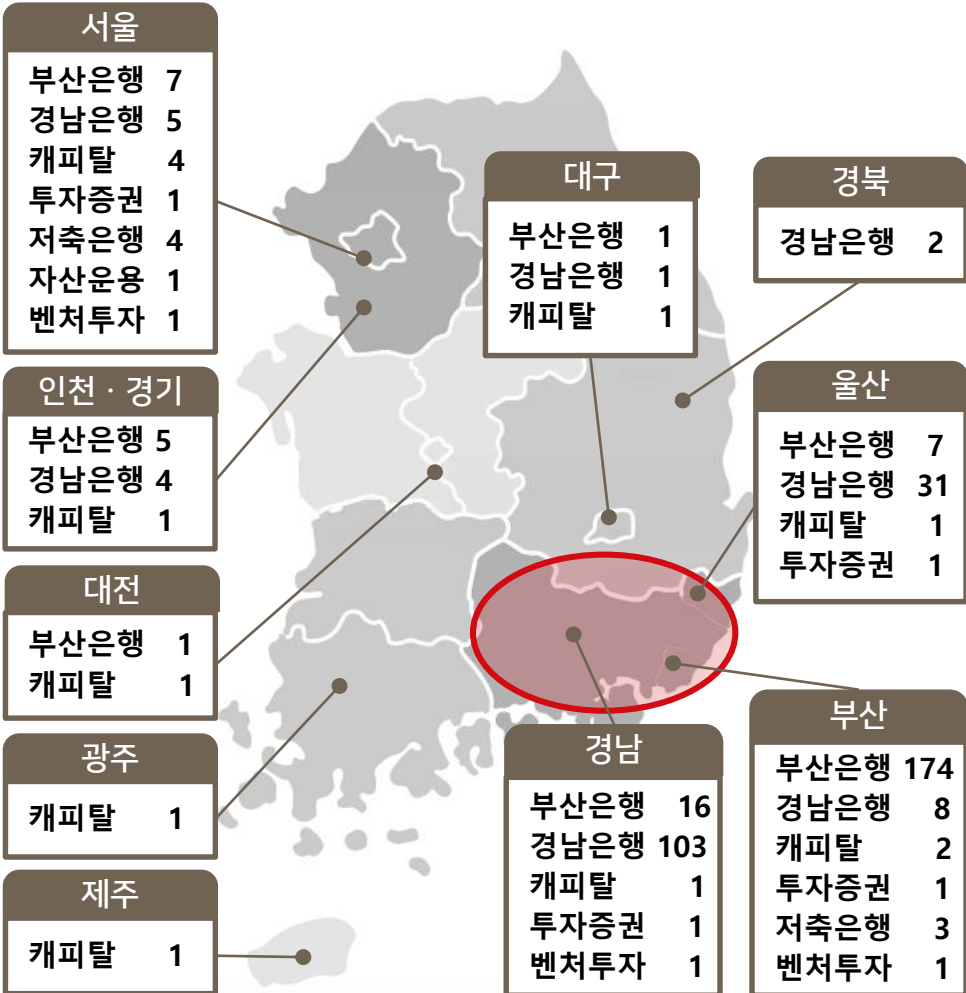 서울
부산은행 7
경남은행 5
캐피탈 4
투자증권 1
저축은행 4
자산운용 1
벤처투자 1
인천 · 경기
부산은행 5
경남은행 4
캐피탈 1
대전
부산은행 1
캐피탈 1
광주
캐피탈 1
제주
캐피탈 1
대구
부산은행 1
경남은행 1
캐피탈 1
경북
경남은행 2
울산
부산은행 7
경남은행 31
캐피탈 1
투자증권 1
경남
부산은행 16
경남은행 103
캐피탈 1
투자증권 1
벤처투자 1
부산
부산은행 174
경남은행 8
캐피탈 2
투자증권 1
저축은행 3
벤처투자 1